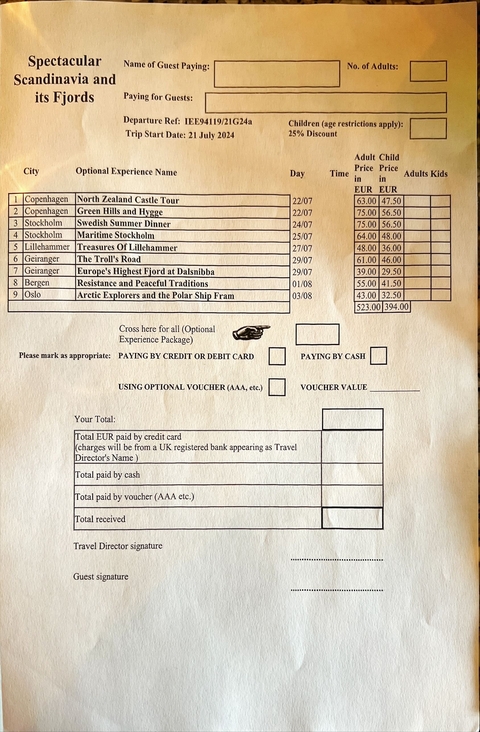 Spectacular
Scandinavia and
its Fjords
Name of Guest Paying:
No. of Adults:
Paying for Guests:
Departure Ref: IEE94119/21G24a
Trip Start Date: 21 July 2024
Children (age restrictions apply):
25% Discount
City Optional Experience Name Day Time Adult Price in EUR Child Price in EUR Adults Kids
1 Copenhagen North Zealand Castle Tour 22/07 63.00 47.50
2 Copenhagen Green Hills and Hygge 22/07 75.00 56.50
3 Stockholm Swedish Summer Dinner 24/07 75.00 56.50
4 Stockholm Maritime Stockholm 25/07 64.00 48.00
5 Lillehammer Treasures Of Lillehammer 27/07 48.00 36.00
6 Geiranger The Troll's Road 29/07 61.00 46.00
7 Geiranger Europe's Highest Fjord at Dalsnibba 29/07 39.00 29.50
8 Bergen Resistance and Peaceful Traditions 01/08 55.00 41.50
9 Oslo Arctic Explorers and the Polar Ship Fram 03/08 43.00 32.50
523.00 394.00
Cross here for all (Optional
Experience Package)
Please mark as appropriate: PAYING BY CREDIT OR DEBIT CARD PAYING BY CASH
USING OPTIONAL VOUCHER (AAA, etc.) VOUCHER VALUE
Your Total:
Total EUR paid by credit card
(charges will be from a UK registered bank appearing as Travel
Director's Name )
Total paid by cash
Total paid by voucher (AAA etc.)
Total received
Travel Director signature
Guest signature